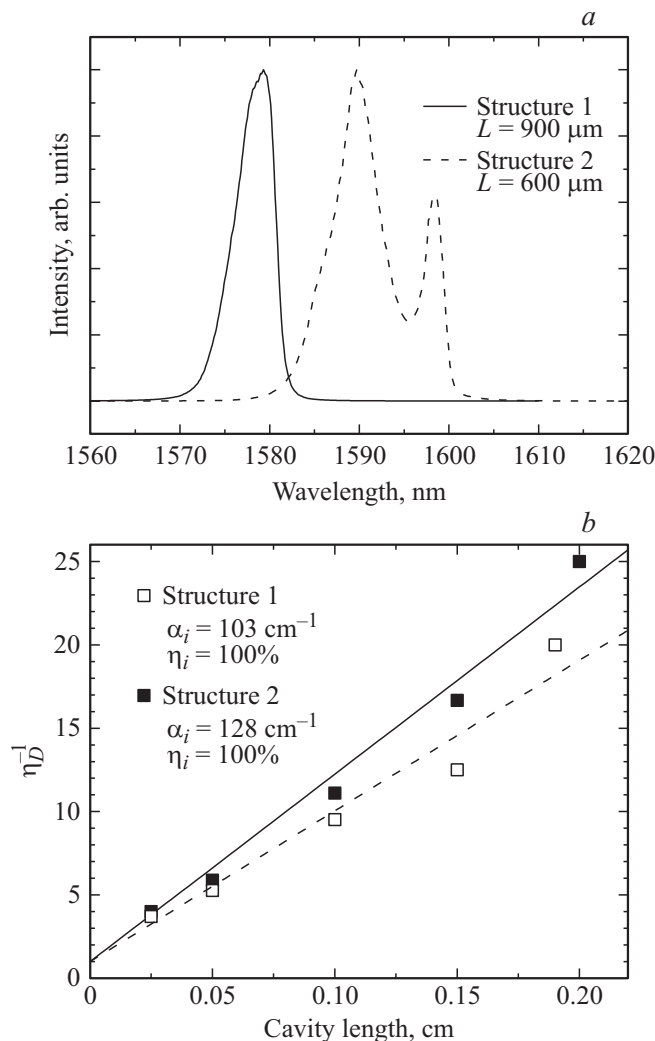 a
Intensity, arb. units
Structure 1
L = 900 μm
Structure 2
L = 600 μm
1560 1570 1580 1590 1600 1610 1620
Wavelength, nm
b
η_D^{-1}
25
20
15
10
5
0
Structure 1
α_i = 103 cm^{-1}
η_i = 100%
Structure 2
α_i = 128 cm^{-1}
η_i = 100%
0 0.05 0.10 0.15 0.20
Cavity length, cm